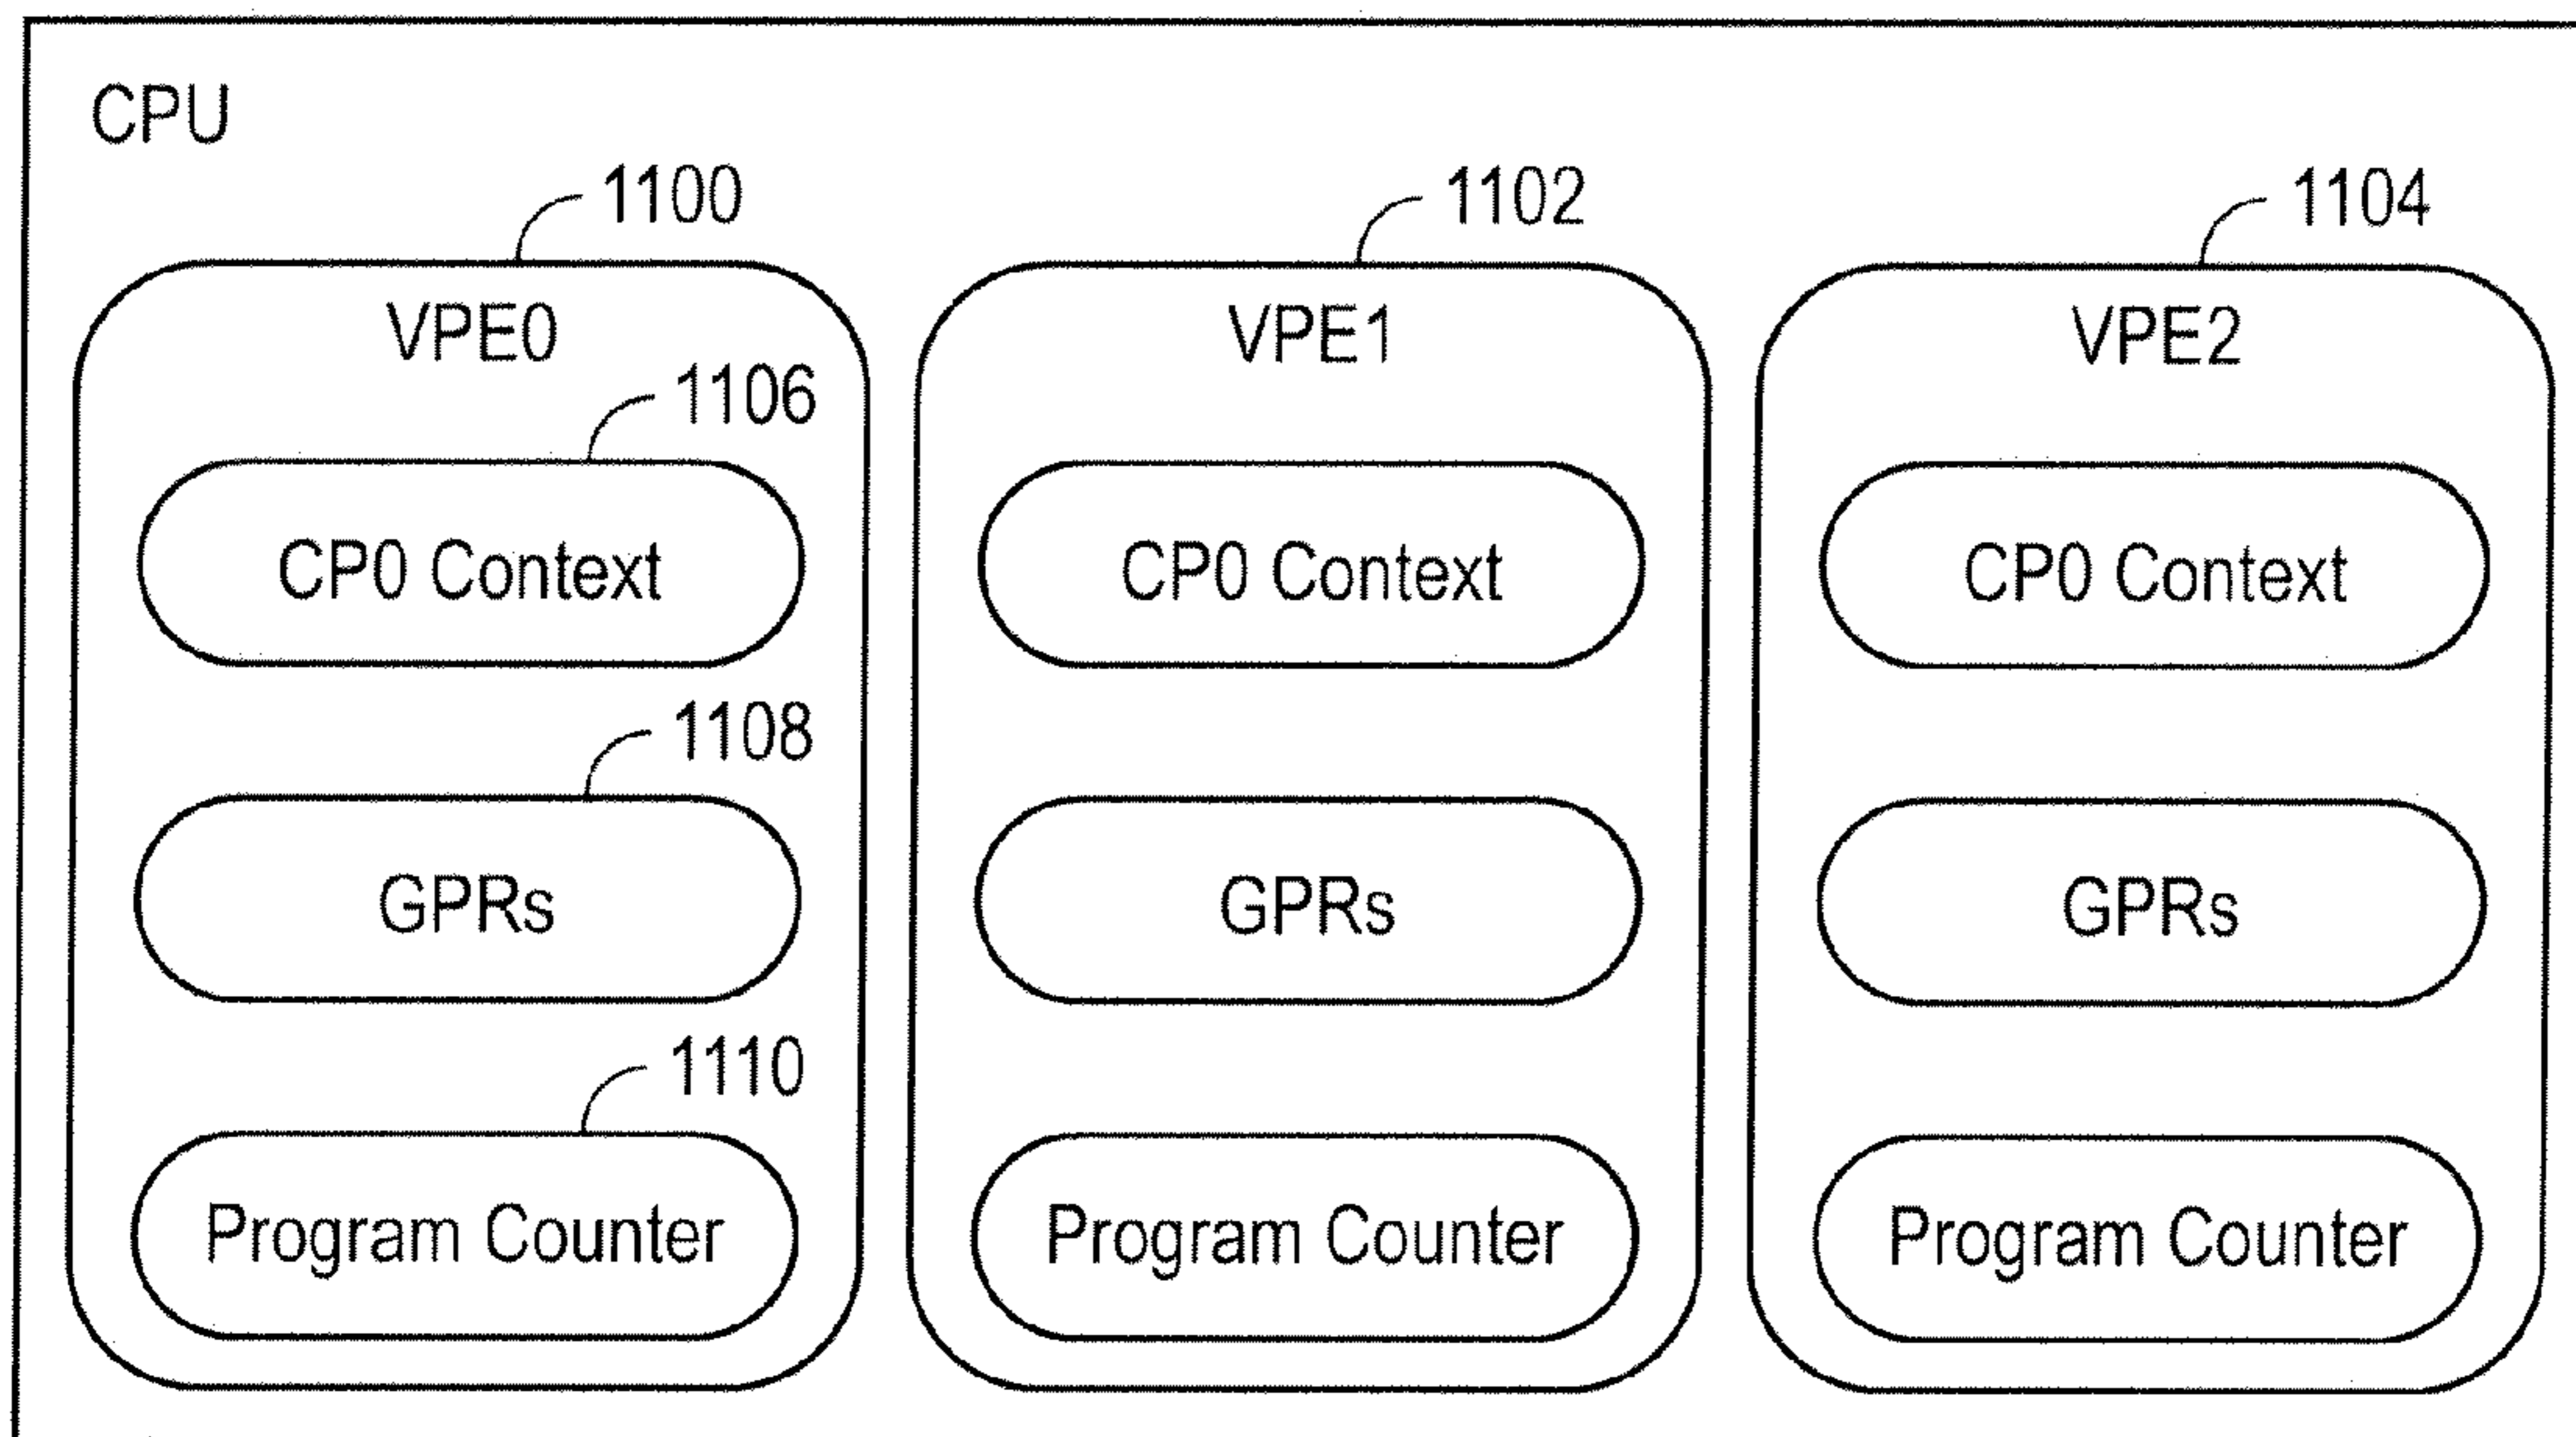 CPU
1100
1102
1104
VPE0
VPE1
VPE2
1106
CP0 Context
CP0 Context
CP0 Context
1108
GPRs
GPRs
GPRs
1110
Program Counter
Program Counter
Program Counter